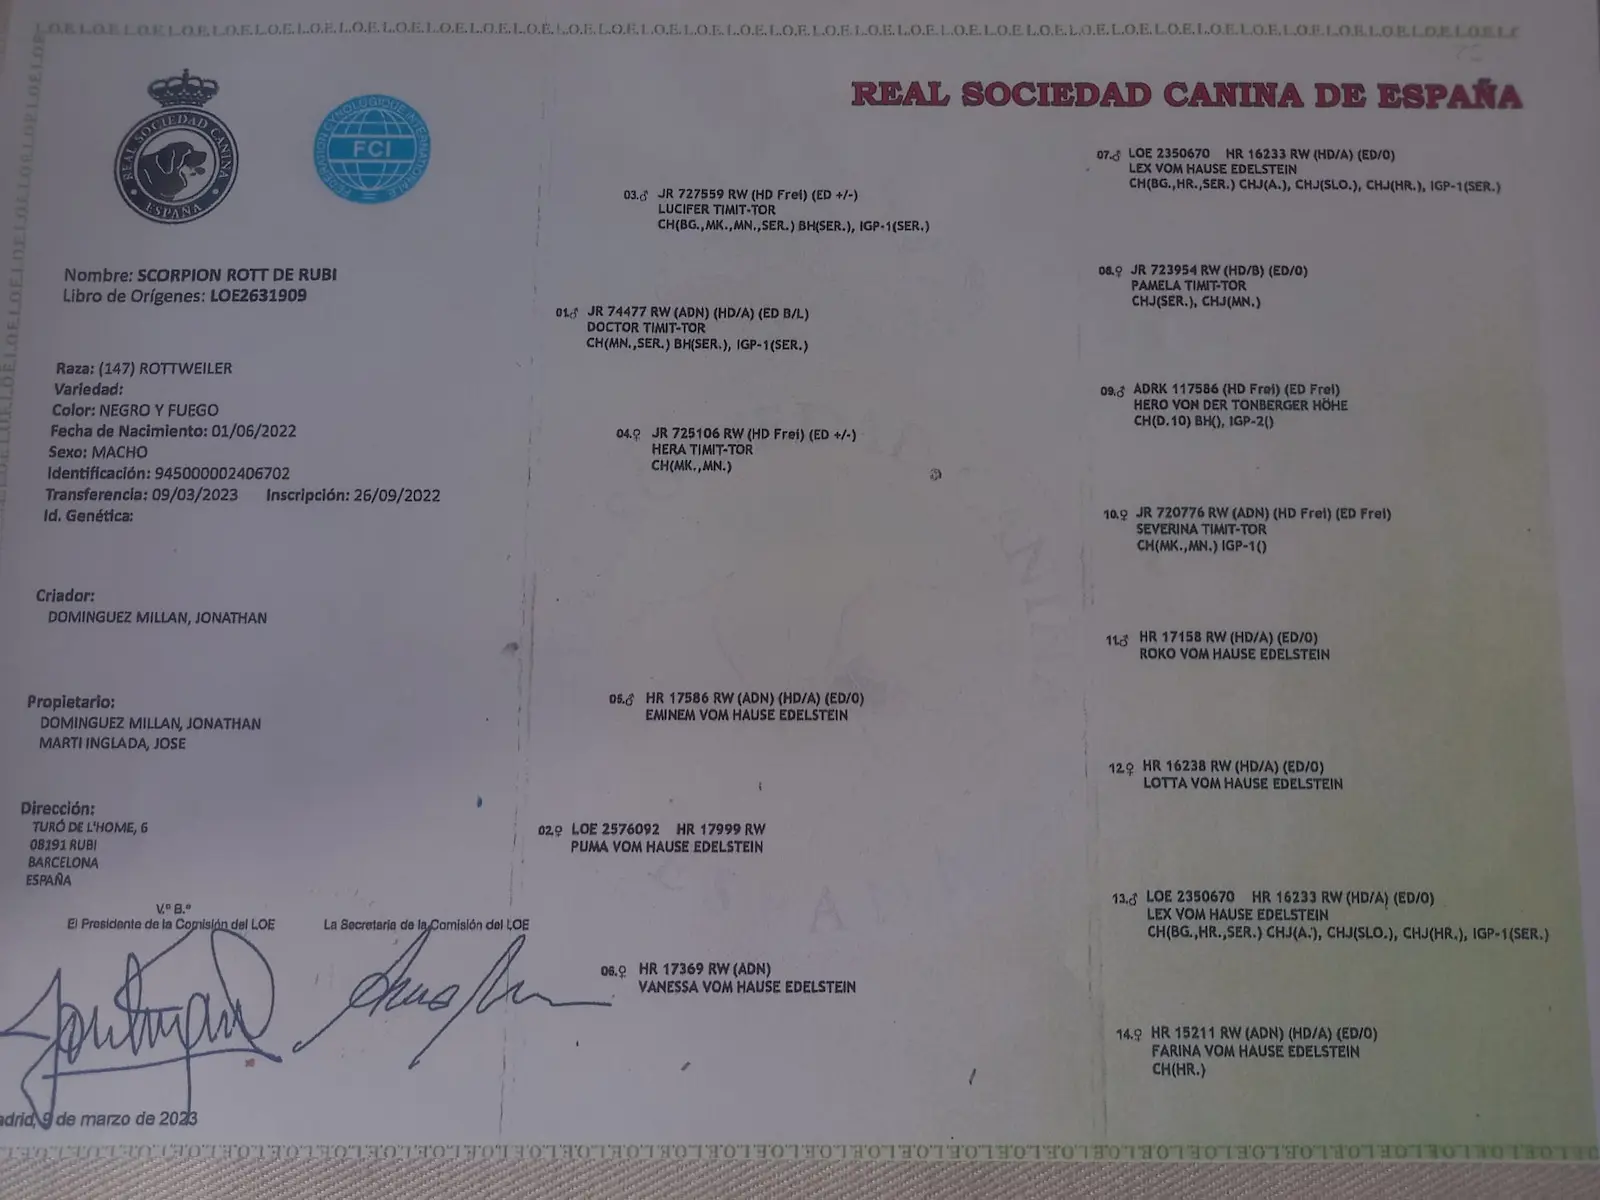 REAL SOCIEDAD CANINA DE ESPAÑA
REAL SOCIEDAD CANINA
ESPAÑA
FEDERATION CYNOLOGIQUE INTERNATIONALE
FCI
Nombre: SCORPION ROTT DE RUBI
Libro de Orígenes: LOE2631909
Raza: (147) ROTTWEILER
Variedad:
Color: NEGRO Y FUEGO
Fecha de Nacimiento: 01/06/2022
Sexo: MACHO
Identificación: 945000002406702
Transferencia: 09/03/2023 Inscripción: 26/09/2022
Id. Genética:
Criador:
DOMINGUEZ MILLAN, JONATHAN
Propietario:
DOMINGUEZ MILLAN, JONATHAN
MARTI INGLADA, JOSE
Dirección:
TURÓ DE L'HOME, 6
08191 RUBI
BARCELONA
ESPAÑA
V.º B.º
El Presidente de la Comisión del LOE
La Secretaria de la Comisión del LOE
adrid, 9 de marzo de 2023
01.♂ JR 74477 RW (ADN) (HD/A) (ED B/L)
DOCTOR TIMIT-TOR
CH(MN.,SER.) BH(SER.), IGP-1(SER.)
02.♀ LOE 2576092 HR 17999 RW
PUMA VOM HAUSE EDELSTEIN
03.♂ JR 727559 RW (HD Frei) (ED +/-)
LUCIFER TIMIT-TOR
CH(BG.,MK.,MN.,SER.) BH(SER.), IGP-1(SER.)
04.♀ JR 725106 RW (HD Frei) (ED +/-)
HERA TIMIT-TOR
CH(MK.,MN.)
05.♂ HR 17586 RW (ADN) (HD/A) (ED/0)
EMINEM VOM HAUSE EDELSTEIN
06.♀ HR 17369 RW (ADN)
VANESSA VOM HAUSE EDELSTEIN
07.♂ LOE 2350670 HR 16233 RW (HD/A) (ED/0)
LEX VOM HAUSE EDELSTEIN
CH(BG.,HR.,SER.) CHJ(A.), CHJ(SLO.), CHJ(HR.), IGP-1(SER.)
08.♀ JR 723954 RW (HD/B) (ED/0)
PAMELA TIMIT-TOR
CHJ(SER.), CHJ(MN.)
09.♂ ADRK 117586 (HD Frei) (ED Frei)
HERO VON DER TONBERGER HÖHE
CH(D.10) BH(), IGP-2()
10.♀ JR 720776 RW (ADN) (HD Frei) (ED Frei)
SEVERINA TIMIT-TOR
CH(MK.,MN.) IGP-1()
11.♂ HR 17158 RW (HD/A) (ED/0)
ROKO VOM HAUSE EDELSTEIN
12.♀ HR 16238 RW (HD/A) (ED/0)
LOTTA VOM HAUSE EDELSTEIN
13.♂ LOE 2350670 HR 16233 RW (HD/A) (ED/0)
LEX VOM HAUSE EDELSTEIN
CH(BG.,HR.,SER.) CHJ(A.), CHJ(SLO.), CHJ(HR.), IGP-1(SER.)
14.♀ HR 15211 RW (ADN) (HD/A) (ED/0)
FARINA VOM HAUSE EDELSTEIN
CH(HR.)